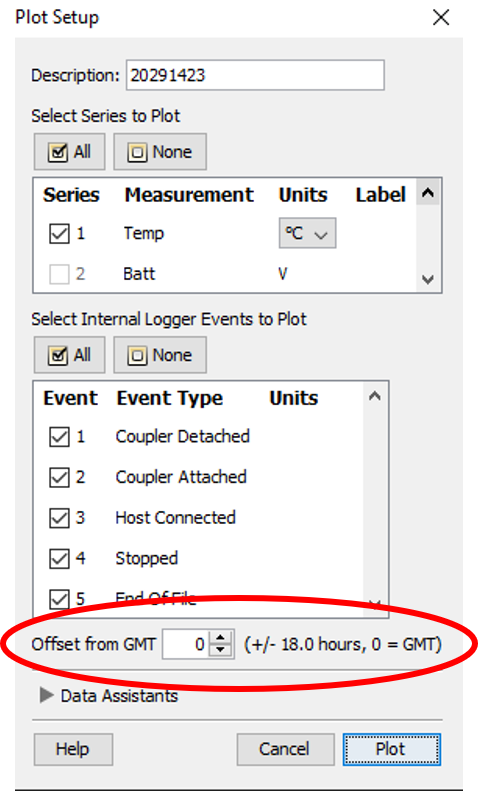 Plot Setup
Description: 20291423
Select Series to Plot
All None
Series Measurement Units Label
1 Temp °C
2 Batt V
Select Internal Logger Events to Plot
All None
Event Event Type Units
1 Coupler Detached
2 Coupler Attached
3 Host Connected
4 Stopped
5 End Of File
Offset from GMT 0 (+/- 18.0 hours, 0 = GMT)
Data Assistants
Help Cancel Plot